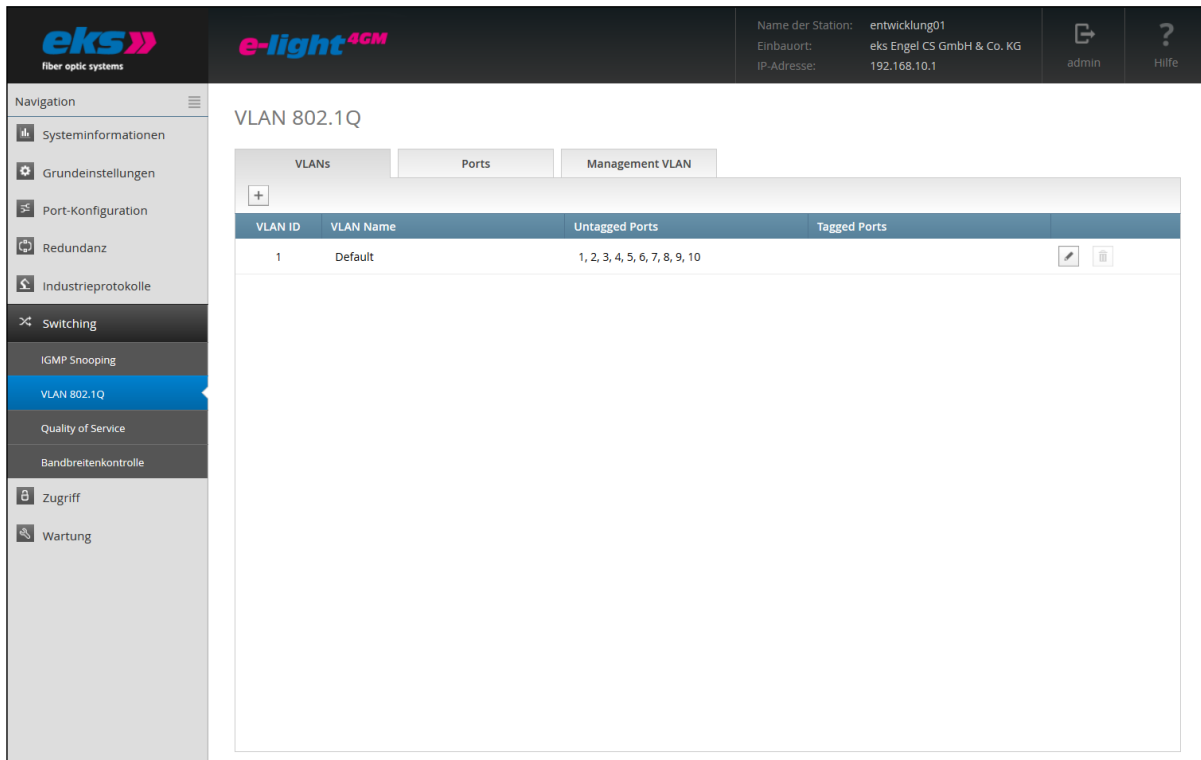 eks
fiber optic systems
e-light4GM
Name der Station: entwicklung01
Einbauort: eks Engel CS GmbH & Co. KG
IP-Adresse: 192.168.10.1
admin
? Hilfe
Navigation
Systeminformationen
Grundeinstellungen
Port-Konfiguration
Redundanz
Industrieprotokolle
Switching
IGMP Snooping
VLAN 802.1Q
Quality of Service
Bandbreitenkontrolle
Zugriff
Wartung
VLAN 802.1Q
VLANs Ports Management VLAN
+
VLAN ID VLAN Name Untagged Ports Tagged Ports
1 Default 1, 2, 3, 4, 5, 6, 7, 8, 9, 10